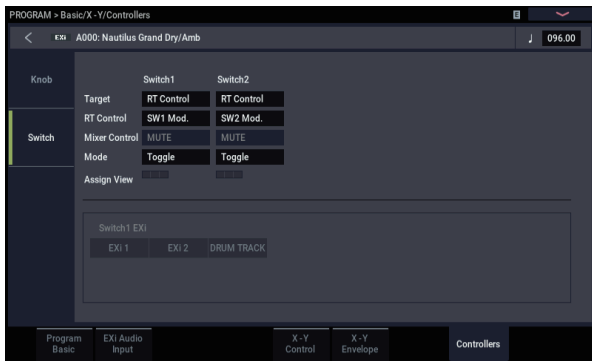 PROGRAM > Basic/X-Y/Controllers E
EXi A000: Nautilus Grand Dry/Amb ♩ 096.00
Knob
Switch
Switch1 Switch2
Target RT Control RT Control
RT Control SW1 Mod. SW2 Mod.
Mixer Control MUTE MUTE
Mode Toggle Toggle
Assign View
Switch1 EXi
EXi 1 EXi 2 DRUM TRACK
Program Basic
EXi Audio Input
X-Y Control
X-Y Envelope
Controllers